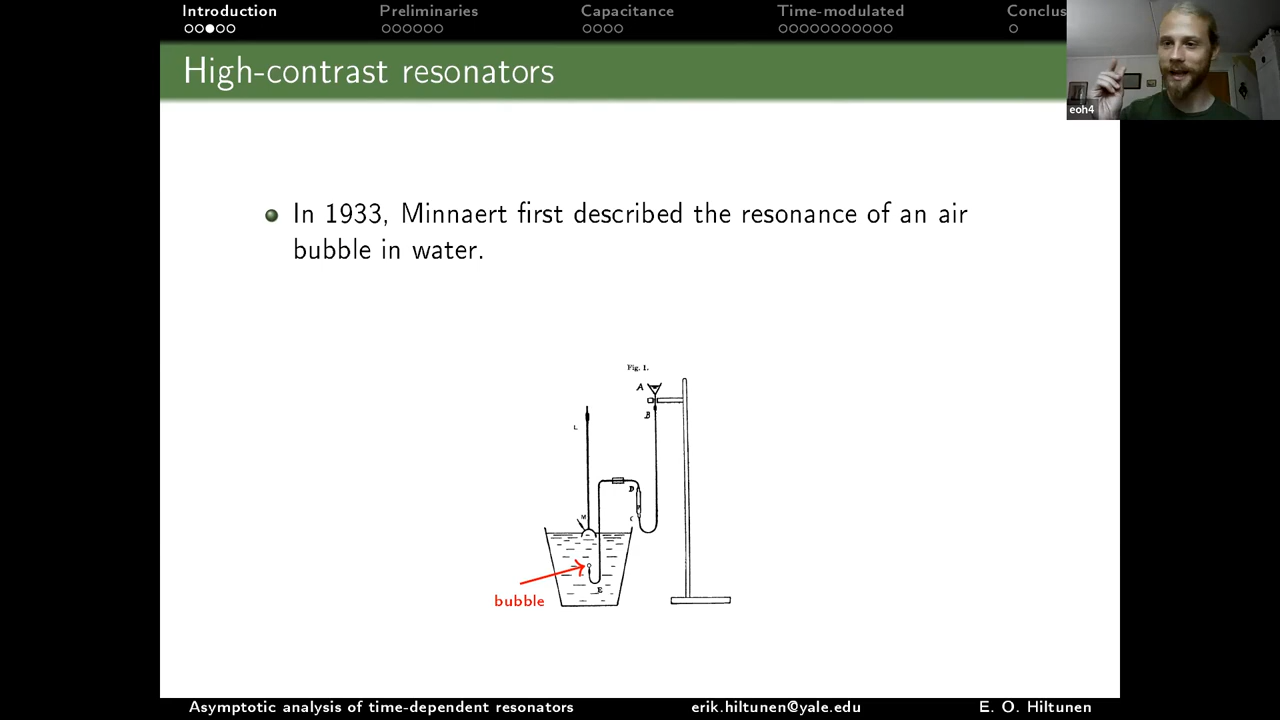 Introduction
Preliminaries
Capacitance
Time-modulated
Conclus
High-contrast resonators
eoh4
In 1933, Minnaert first described the resonance of an air
bubble in water.
Fig. 1.
A
B
L
D
C
M
E
bubble
Asymptotic analysis of time-dependent resonators
erik.hiltunen@yale.edu
E. O. Hiltunen